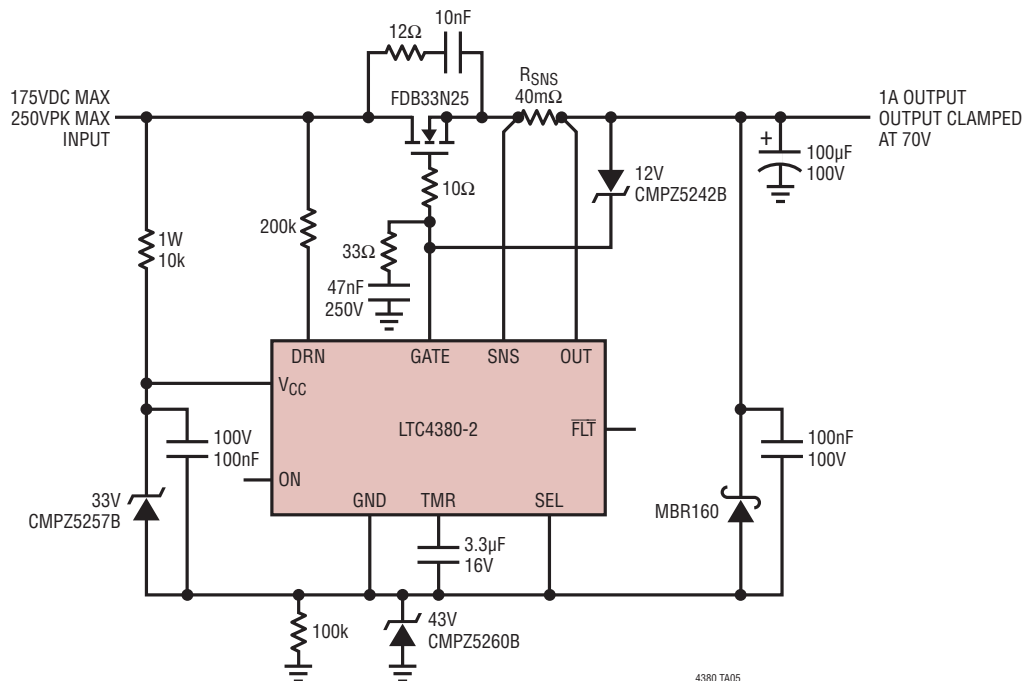 12Ω
10nF
175VDC MAX
250VPK MAX
INPUT
FDB33N25
RSNS
40mΩ
1A OUTPUT
OUTPUT CLAMPED
AT 70V
+
100µF
100V
12V
CMPZ5242B
10Ω
200k
33Ω
47nF
250V
1W
10k
DRN
GATE
SNS
OUT
VCC
LTC4380-2
FLT
100V
100nF
ON
100nF
100V
33V
CMPZ5257B
GND
TMR
SEL
MBR160
3.3µF
16V
100k
43V
CMPZ5260B
4380 TA05